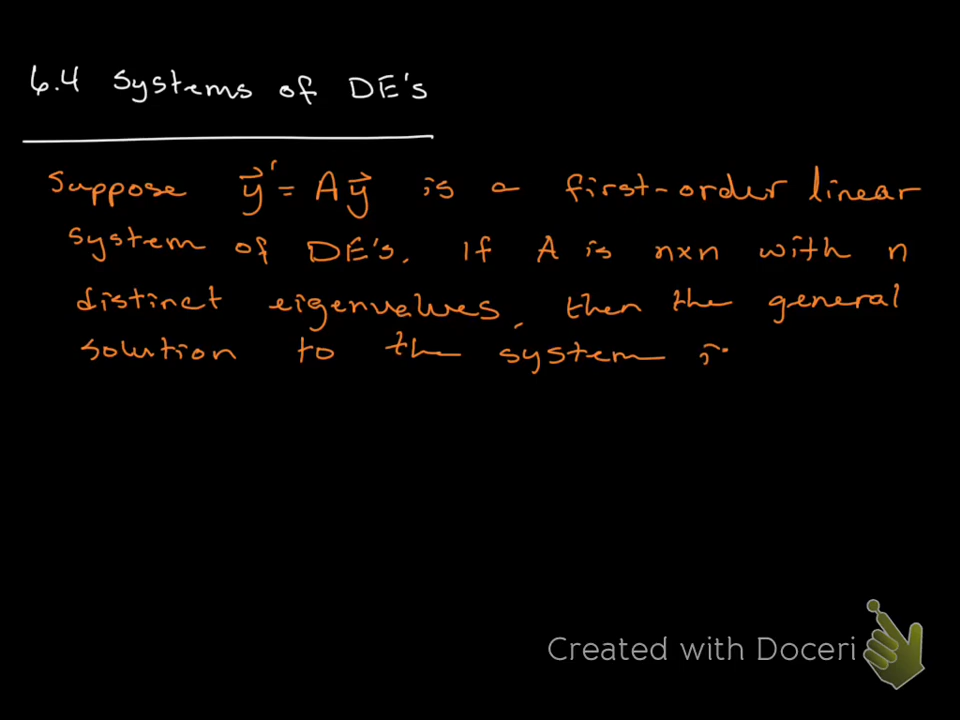 6.4 Systems of DE's
Suppose y⃗' = Ay⃗ is a first-order linear
system of DE's. If A is n×n with n
distinct eigenvalues, then the general
solution to the system
Created with Doceri